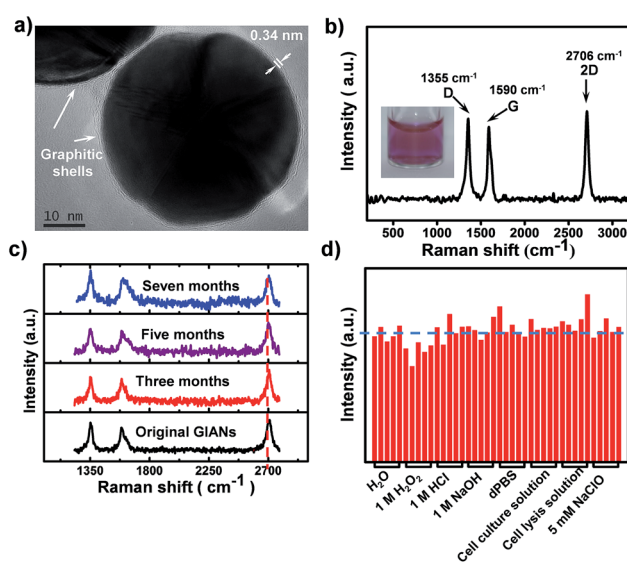 a)
0.34 nm
Graphitic
shells
10 nm
b)
Intensity (a.u.)
1355 cm⁻¹
D
1590 cm⁻¹
G
2706 cm⁻¹
2D
500 1000 1500 2000 2500 3000
Raman shift (cm⁻¹)
c)
Intensity (a.u.)
Seven months
Five months
Three months
Original GIANs
1350 1800 2250 2700
Raman shift ( cm⁻¹)
d)
Intensity (a.u.)
H₂O
1 M H₂O₂
1 M HCl
1 M NaOH
dPBS
Cell culture solution
Cell lysis solution
5 mM NaClO